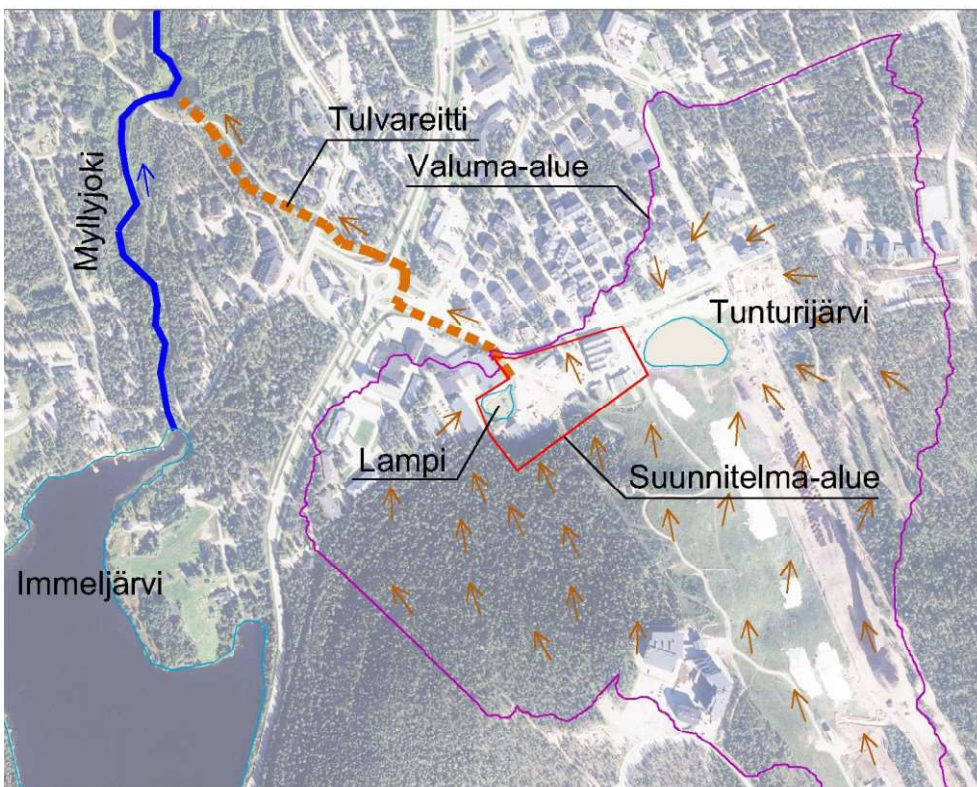 Tulvareitti
Valuma-alue
Myllyjoki
Tunturijärvi
Lampi
Suunnitelma-alue
Immeljärvi